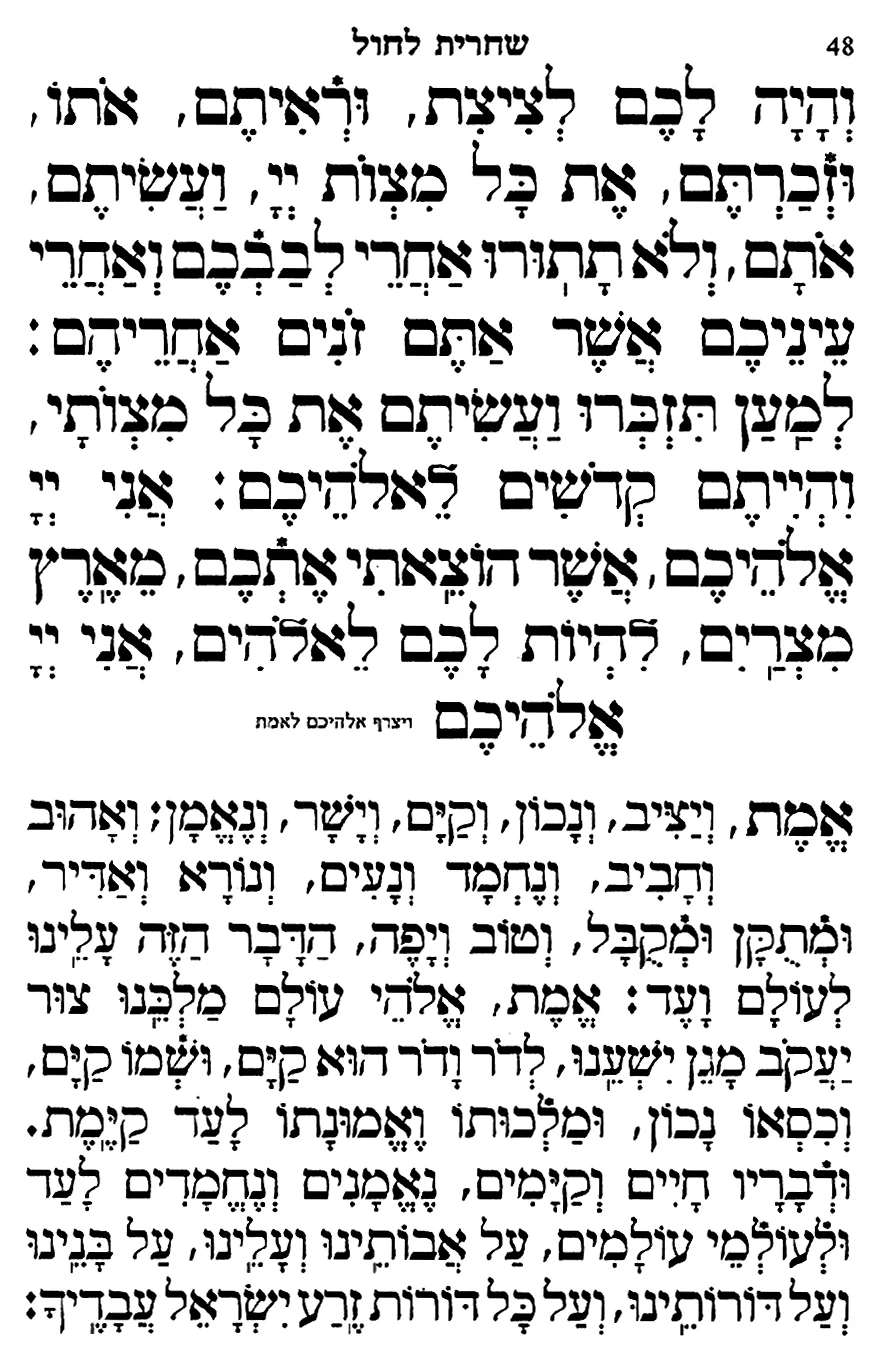 48 שחרית לחול
וְהָיָה לָכֶם לְצִיצִת, וּרְאִיתֶם, אֹתוֹ,
וּזְכַרְתֶּם, אֶת כָּל מִצְוֹת יְיָ, וַעֲשִׂיתֶם,
אֹתָם, וְלֹא תָתוּרוּ אַחֲרֵי לְבַבְכֶם וְאַחֲרֵי
עֵינֵיכֶם אֲשֶׁר אַתֶּם זֹנִים אַחֲרֵיהֶם:
לְמַעַן תִּזְכְּרוּ וַעֲשִׂיתֶם אֶת כָּל מִצְוֹתָי,
וִהְיִיתֶם קְדֹשִׁים לֵאלֹהֵיכֶם: אֲנִי יְיָ
אֱלֹהֵיכֶם, אֲשֶׁר הוֹצֵאתִי אֶתְכֶם, מֵאֶרֶץ
מִצְרַיִם, לִהְיוֹת לָכֶם לֵאלֹהִים, אֲנִי יְיָ
אֱלֹהֵיכֶם ויצרף אלהיכם לאמת
אֱמֶת, וְיַצִּיב, וְנָכוֹן, וְקַיָּם, וְיָשָׁר, וְנֶאֱמָן; וְאָהוּב
וְחָבִיב, וְנֶחְמָד וְנָעִים, וְנוֹרָא וְאַדִּיר,
וּמְתֻקָּן וּמְקֻבָּל, וְטוֹב וְיָפֶה, הַדָּבָר הַזֶּה עָלֵינוּ
לְעוֹלָם וָעֶד: אֱמֶת, אֱלֹהֵי עוֹלָם מַלְכֵּנוּ צוּר
יַעֲקֹב מָגֵן יִשְׁעֵנוּ, לְדֹר וָדֹר הוּא קַיָּם, וּשְׁמוֹ קַיָּם,
וְכִסְאוֹ נָכוֹן, וּמַלְכוּתוֹ וֶאֱמוּנָתוֹ לָעַד קַיֶּמֶת.
וּדְבָרָיו חָיִים וְקַיָּמִים, נֶאֱמָנִים וְנֶחֱמָדִים לָעַד
וּלְעוֹלְמֵי עוֹלָמִים, עַל אֲבוֹתֵינוּ וְעָלֵינוּ, עַל בָּנֵינוּ
וְעַל דּוֹרוֹתֵינוּ, וְעַל כָּל דּוֹרוֹת זֶרַע יִשְׂרָאֵל עֲבָדֶיךָ: